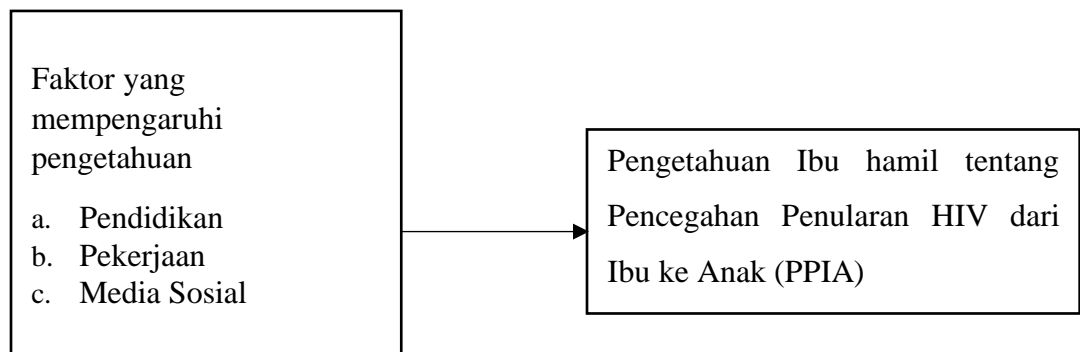 Faktor yang
mempengaruhi
pengetahuan
a. Pendidikan
b. Pekerjaan
c. Media Sosial
Pengetahuan Ibu hamil tentang
Pencegahan Penularan HIV dari
Ibu ke Anak (PPIA)